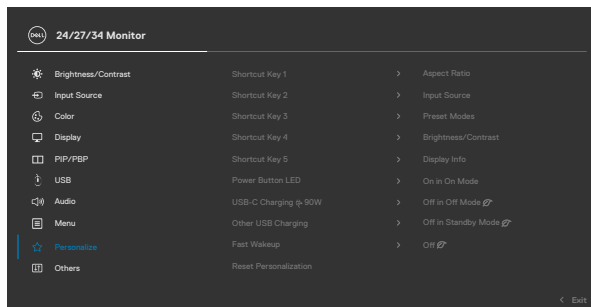 DELL 24/27/34 Monitor
Brightness/Contrast Shortcut Key 1 > Aspect Ratio
Input Source Shortcut Key 2 > Input Source
Color Shortcut Key 3 > Preset Modes
Display Shortcut Key 4 > Brightness/Contrast
PIP/PBP Shortcut Key 5 > Display Info
USB Power Button LED > On in On Mode
Audio USB-C Charging 90W > Off in Off Mode
Menu Other USB Charging > Off in Standby Mode
Personalize Fast Wakeup > Off
Others Reset Personalization
< Exit